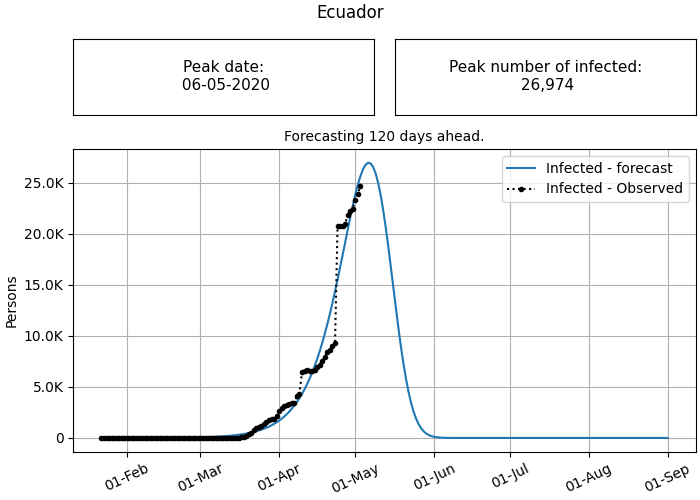 Ecuador
Peak date:
06-05-2020
Peak number of infected:
26,974
Forecasting 120 days ahead.
Infected - forecast
Infected - Observed
Persons
25.0K
20.0K
15.0K
10.0K
5.0K
0
01-Feb
01-Mar
01-Apr
01-May
01-Jun
01-Jul
01-Aug
01-Sep